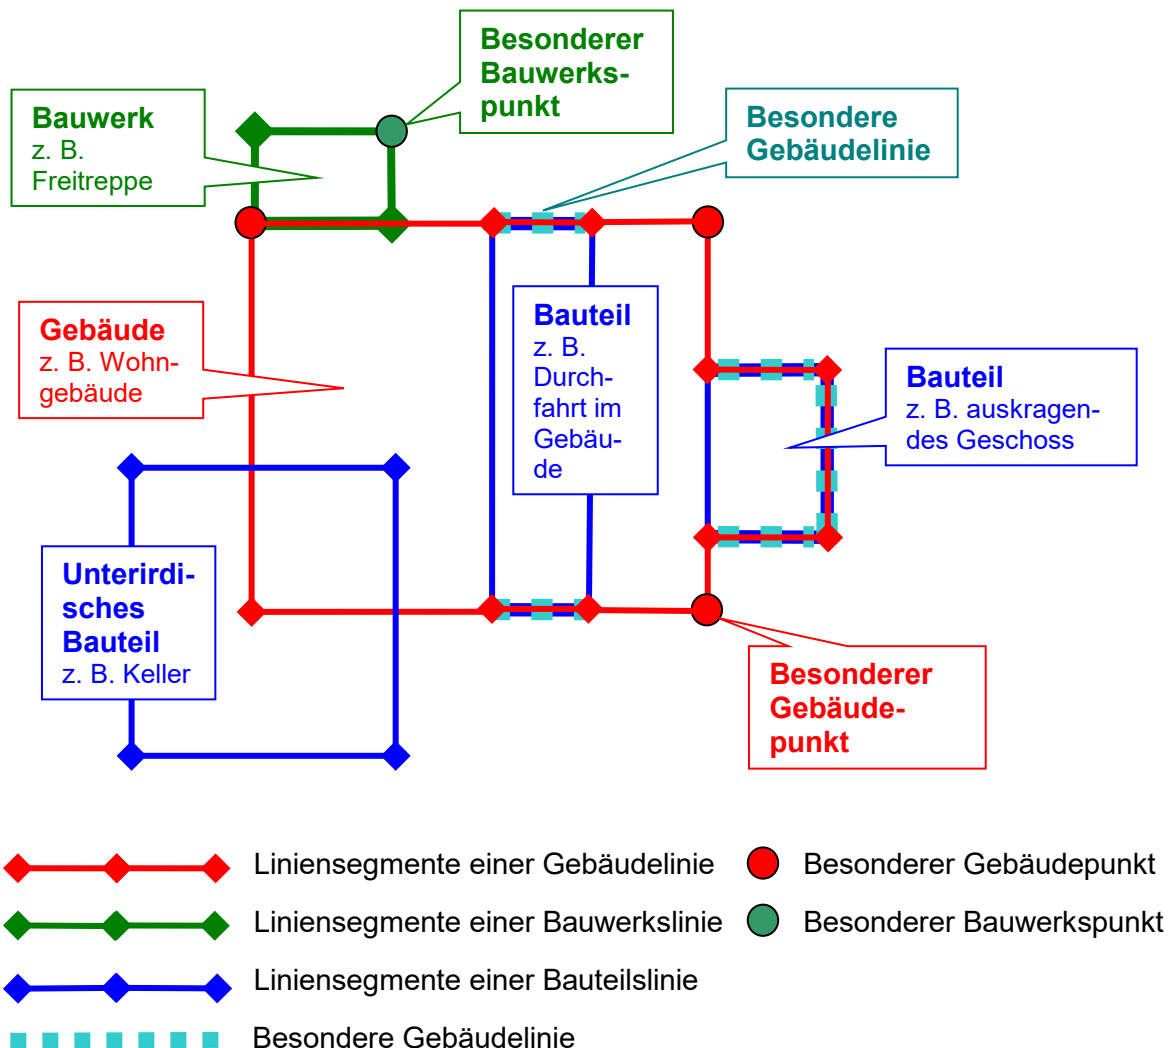 Besonderer
Bauwerks-
punkt
Bauwerk
z. B.
Freitreppe
Besondere
Gebäudelinie
Gebäude
z. B. Wohn-
gebäude
Bauteil
z. B.
Durch-
fahrt im
Gebäu-
de
Bauteil
z. B. auskragen-
des Geschoss
Unterirdi-
sches
Bauteil
z. B. Keller
Besonderer
Gebäude-
punkt
Liniensegmente einer Gebäudelinie
Besonderer Gebäudepunkt
Liniensegmente einer Bauwerkslinie
Besonderer Bauwerkspunkt
Liniensegmente einer Bauteilslinie
Besondere Gebäudelinie